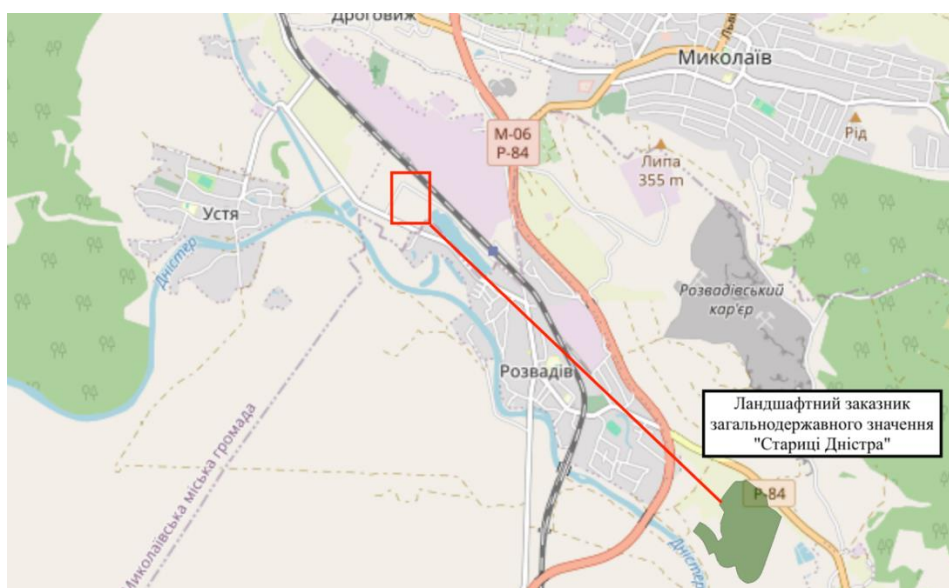 Дроговиж
Миколаїв
М-06
Р-84
Рід
Липа
355 m
Устя
Дністер
Розвадівський
кар'єр
Розвадів
Миколаївська міська громада
Ландшафтний заказник
загальнодержавного значення
"Стариці Дністра"
Р-84
Дністер